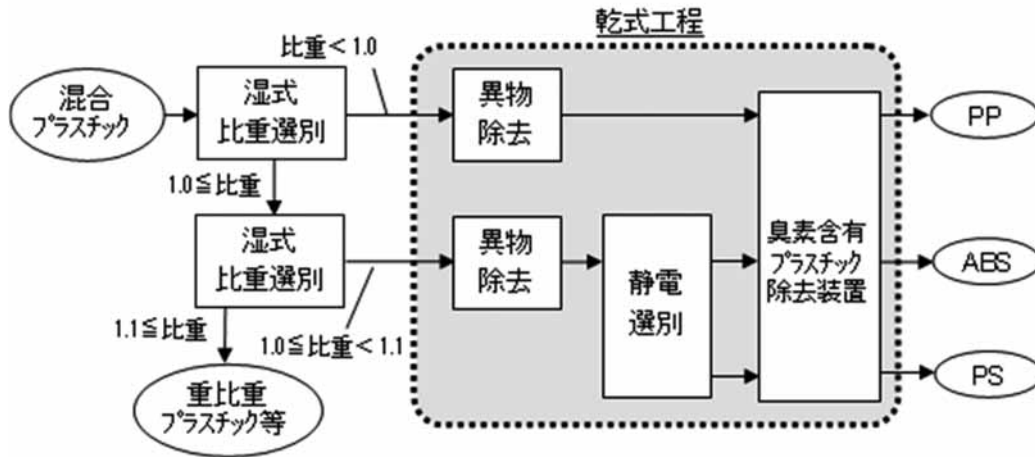 乾式工程
比重＜1.0
混合
プラスチック
湿式
比重選別
異物
除去
PP
1.0≦比重
湿式
比重選別
異物
除去
静電
選別
臭素含有
プラスチック
除去装置
ABS
1.1≦比重
1.0≦比重＜1.1
重比重
プラスチック等
PS